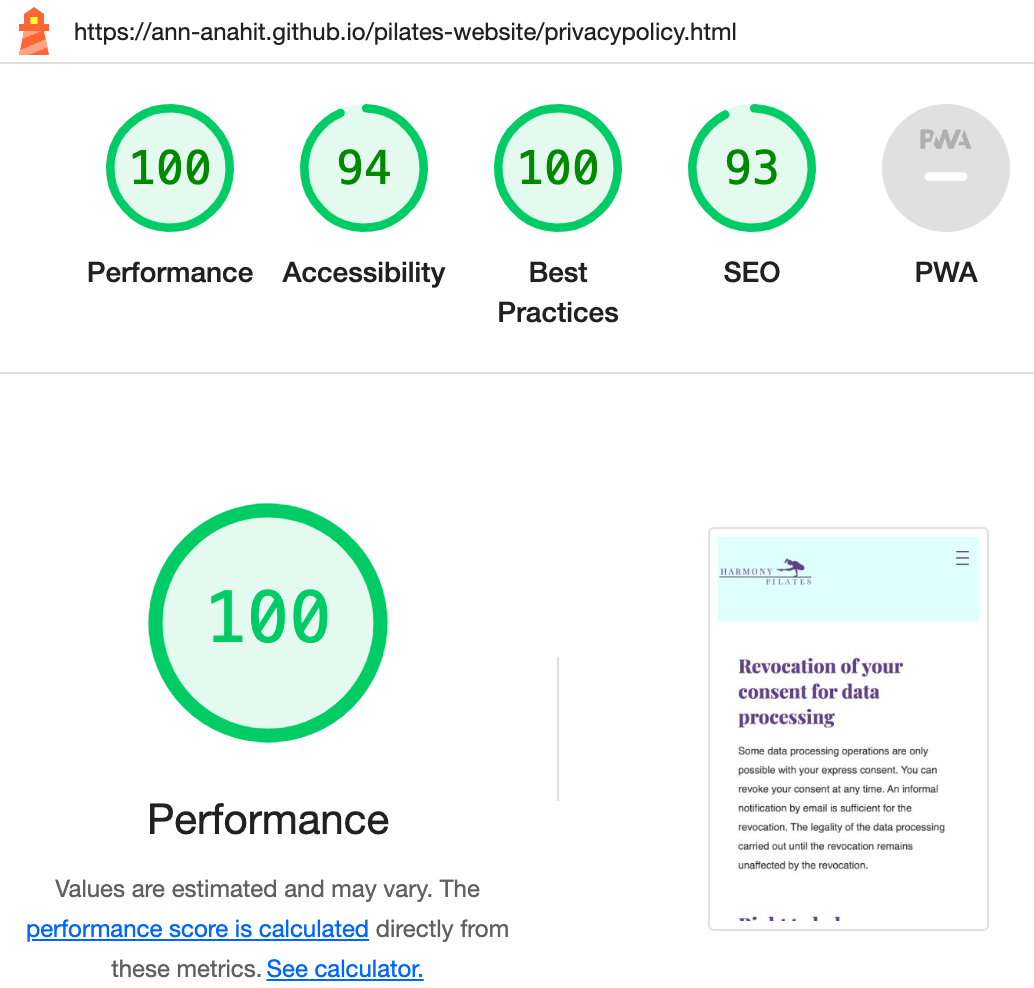 https://ann-anahit.github.io/pilates-website/privacypolicy.html
100 94 100 93 PWA
Performance Accessibility Best Practices SEO PWA
100
Performance
Values are estimated and may vary. The
performance score is calculated directly from
these metrics. See calculator.
HARMONY
PILATES
Revocation of your
consent for data
processing
Some data processing operations are only
possible with your express consent. You can
revoke your consent at any time. An informal
notification by email is sufficient for the
revocation. The legality of the data processing
carried out until the revocation remains
unaffected by the revocation.